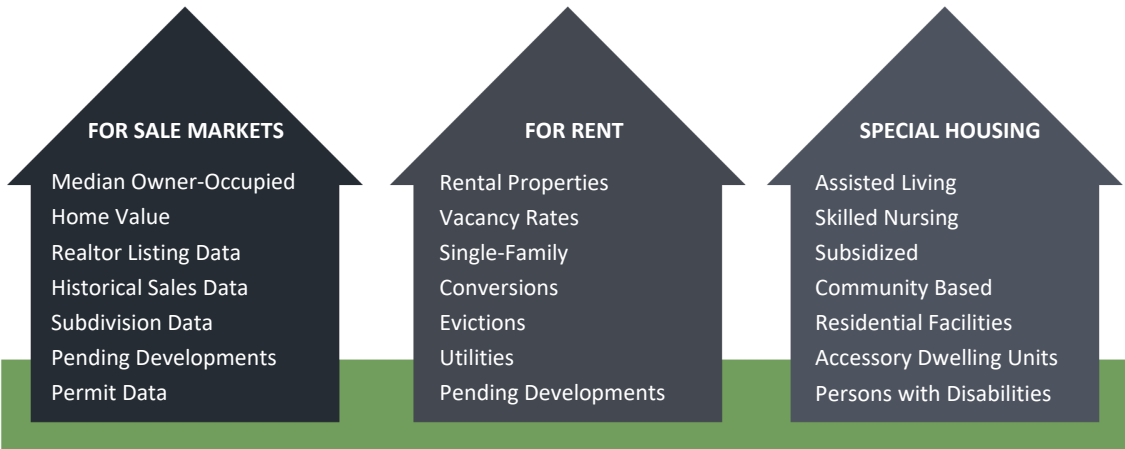 FOR SALE MARKETS
Median Owner-Occupied
Home Value
Realtor Listing Data
Historical Sales Data
Subdivision Data
Pending Developments
Permit Data
FOR RENT
Rental Properties
Vacancy Rates
Single-Family
Conversions
Evictions
Utilities
Pending Developments
SPECIAL HOUSING
Assisted Living
Skilled Nursing
Subsidized
Community Based
Residential Facilities
Accessory Dwelling Units
Persons with Disabilities